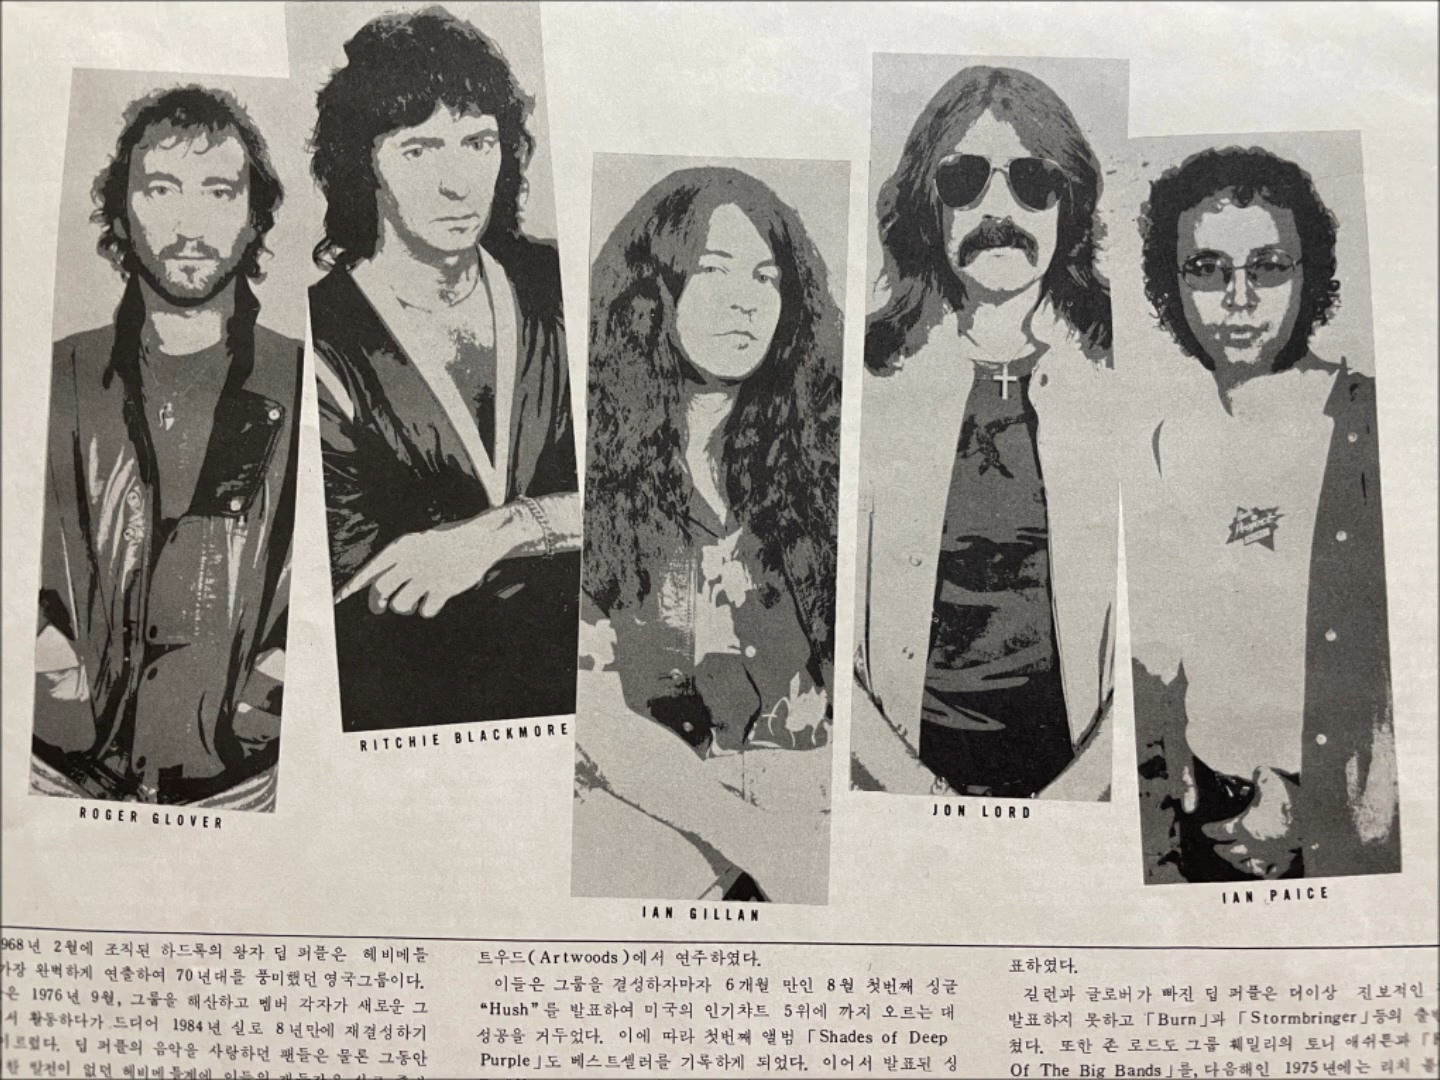 ROGER GLOVER
RITCHIE BLACKMORE
IAN GILLAN
JON LORD
IAN PAICE
968년 2월에 조직된 하드록의 왕자 딥 퍼플은 헤비메틀
가장 완벽하게 연출하여 70년대를 풍미했던 영국그룹이다.
은 1976년 9월, 그룹을 해산하고 멤버 각자가 새로운 그
서 활동하다가 드디어 1984년 실로 8년만에 재결성하기
이르렀다. 딥 퍼플의 음악을 사랑하던 팬들은 물론 그동안
한 발전이 없던 헤비메틀계에
트우드(Artwoods)에서 연주하였다.
이들은 그룹을 결성하자마자 6개월 만인 8월 첫번째 싱글
“Hush”를 발표하여 미국의 인기챠트 5위에 까지 오르는 대
성공을 거두었다. 이에 따라 첫번째 앨범 「Shades of Deep
Purple」도 베스트셀러를 기록하게 되었다. 이어서 발표된 싱
표하였다.
길런과 글로버가 빠진 딥 퍼플은 더이상 진보적인
발표하지 못하고 「Burn」과 「Stormbringer」등의
쳤다. 또한 존 로드도 그룹 훼밀리의 토니 애쉬튼과
Of The Big Bands」를, 다음해인 1975년에는 리치